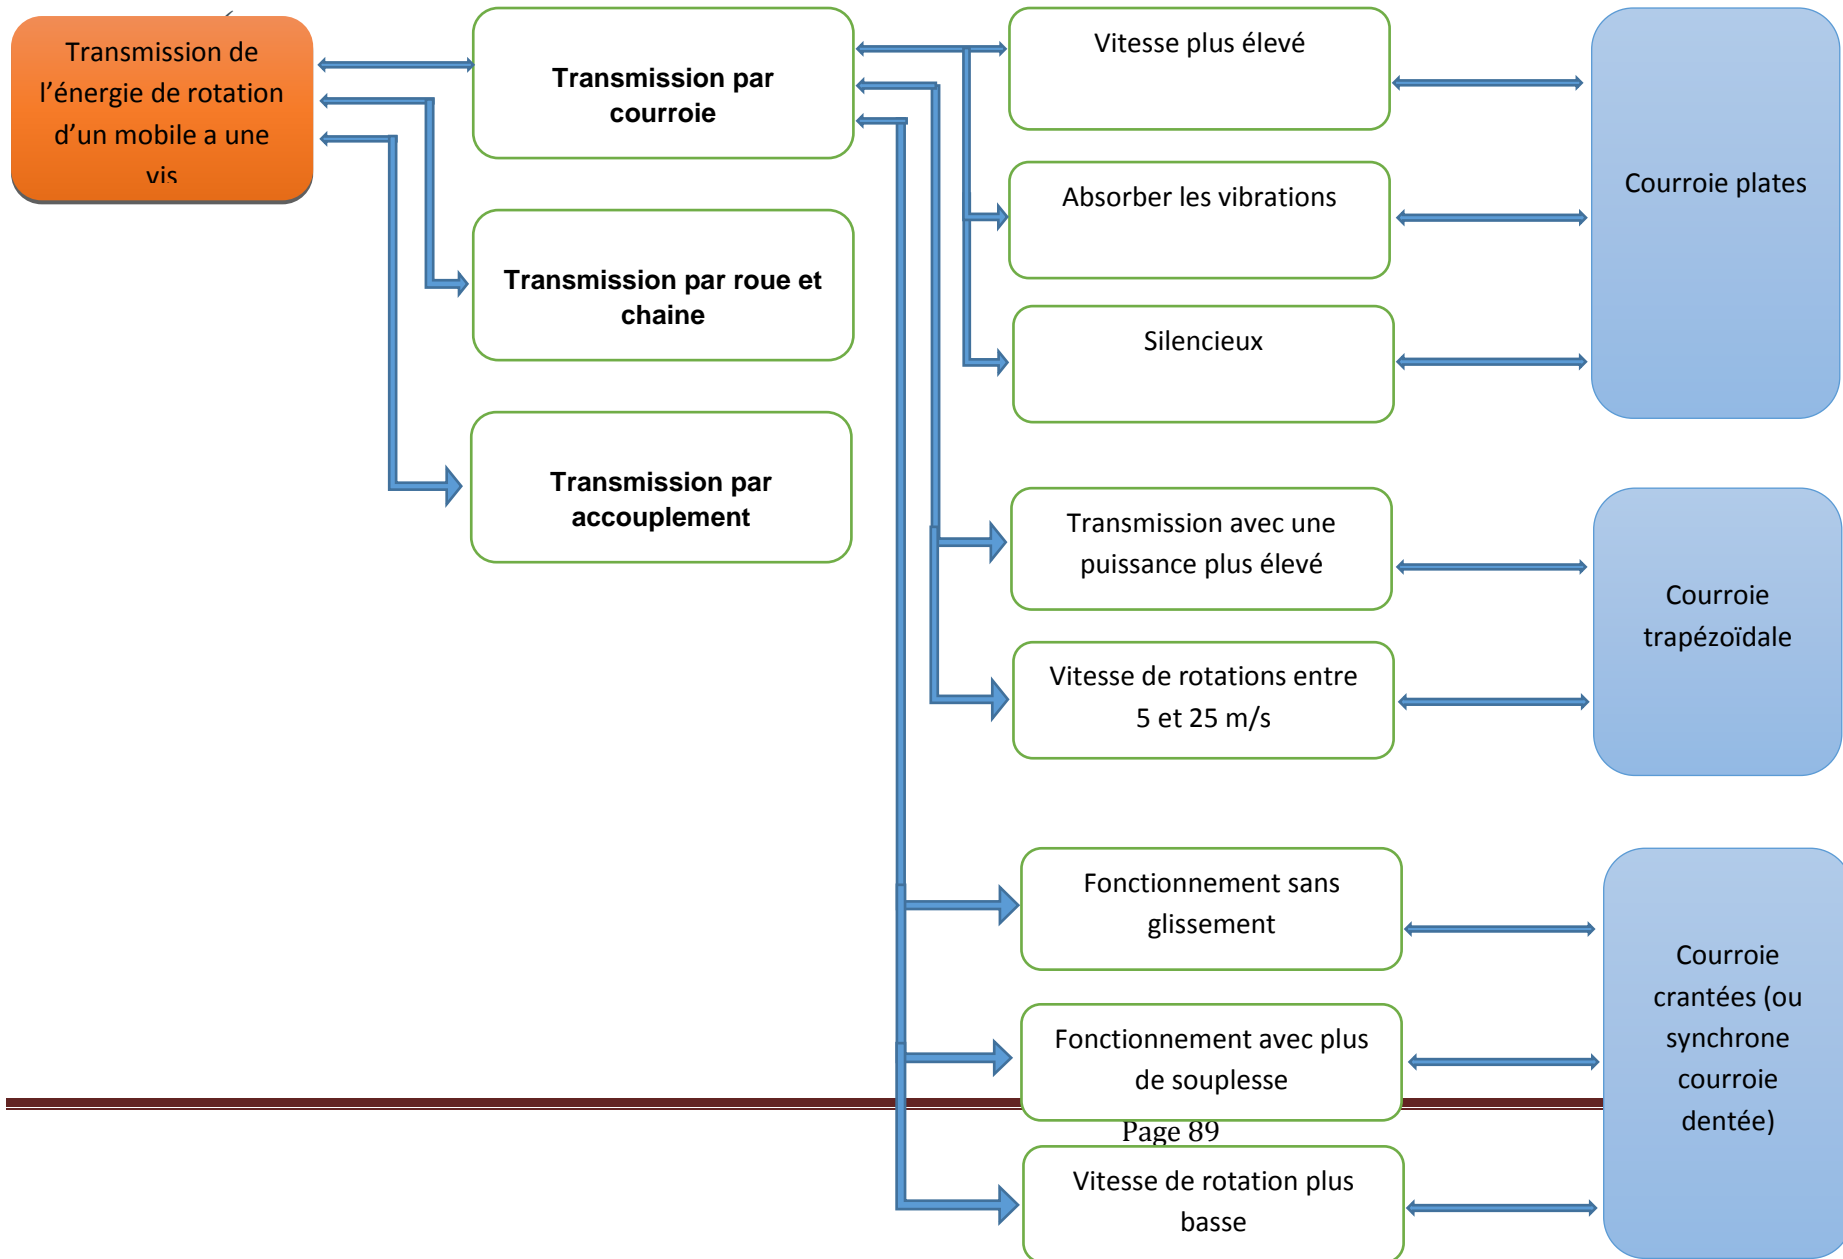 Transmission de
l'énergie de rotation
d'un mobile a une
vis
Transmission par
courroie
Transmission par roue et
chaine
Transmission par
accouplement
Vitesse plus élevé
Absorber les vibrations
Silencieux
Courroie plates
Transmission avec une
puissance plus élevé
Vitesse de rotations entre
5 et 25 m/s
Courroie
trapézoïdale
Fonctionnement sans
glissement
Fonctionnement avec plus
de souplesse
Vitesse de rotation plus
basse
Courroie
crantées (ou
synchrone
courroie
dentée)
Page 89